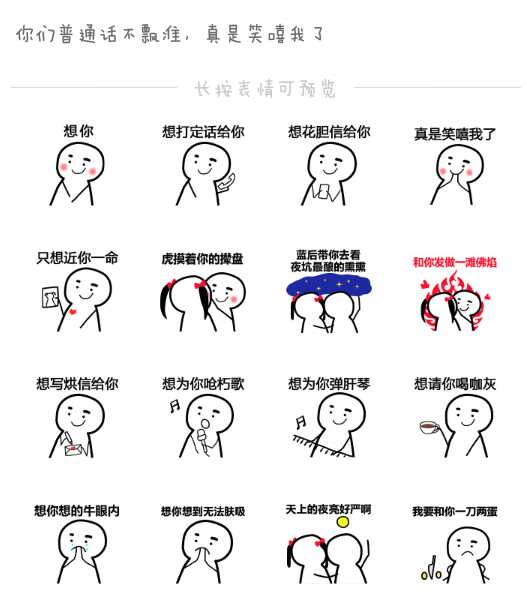 你们普通话不飘准，真是笑嘻我了
长按表情可预览
想你
想打定话给你
想花胆信给你
真是笑嘻我了
只想近你一命
虎摸着你的搫盘
蓝后带你去看
夜坑最酿的熏熏
和你发做一滩佛焰
想写烘信给你
想为你呛朽歌
想为你弹肝琴
想请你喝咖灰
想你想的牛眼内
想你想到无法肤吸
天上的夜亮好严啊
我要和你一刀两蛋